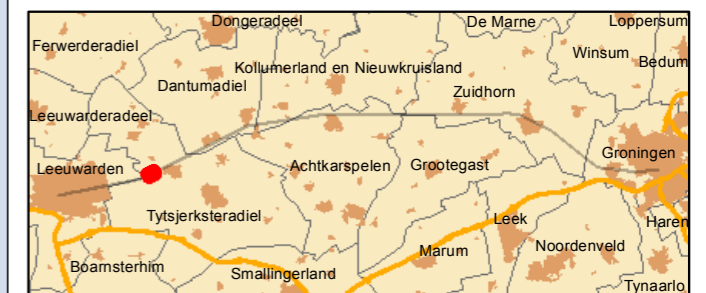 Dongeradeel
De Marne
Loppersum
Ferwerderadiel
Winsum
Bedum
Kollumerland en Nieuwkruisland
Dantumadiel
Zuidhorn
Leeuwarderadeel
Groningen
Leeuwarden
Achtkarspelen
Grootegast
Tytsjerksteradiel
Leek
Haren
Noordenveld
Marum
Boarnsterhim
Smallingerland
Tynaarlo